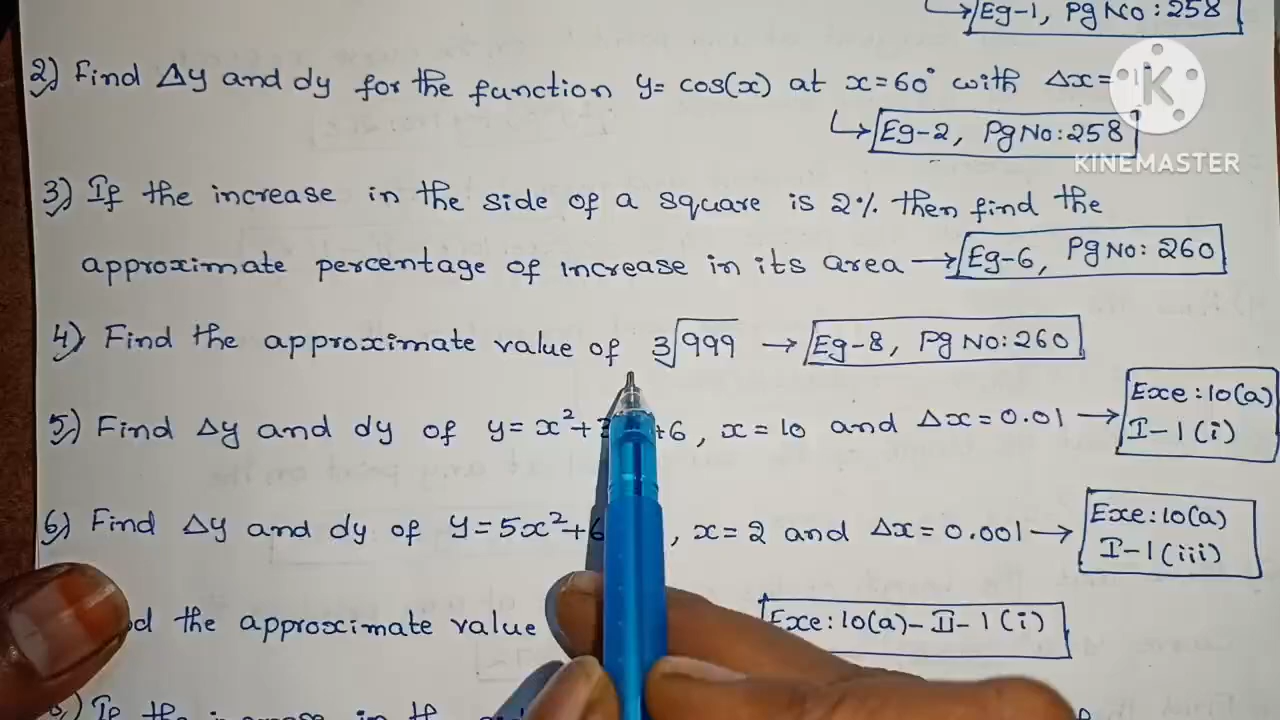 Eg-1, Pg No:258
2) Find Δy and dy for the function y= cos(x) at x=60° with Δx=
Eg-2, Pg No:258
KINEMASTER
3) If the increase in the side of a square is 2% then find the
approximate percentage of increase in its area → Eg-6, Pg No: 260
4) Find the approximate value of ∛999 → Eg-8, Pg No:260
5) Find Δy and dy of y= x²+ +6, x=10 and Δx=0.01 → Exe:10(a)
I-1(i)
6) Find Δy and dy of y=5x²+6 , x=2 and Δx=0.001 → Exe:10(a)
I-1(iii)
the approximate value Exe:10(a)-II-1(i)
If the increase in